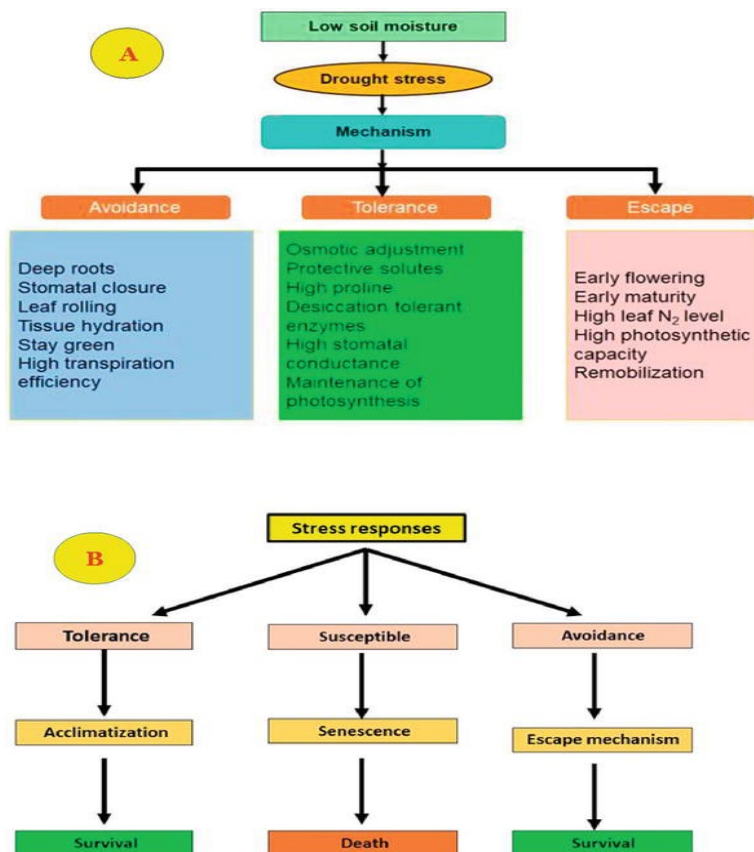 A
Low soil moisture
Drought stress
Mechanism
Avoidance
Deep roots
Stomatal closure
Leaf rolling
Tissue hydration
Stay green
High transpiration
efficiency
Tolerance
Osmotic adjustment
Protective solutes
High proline
Desiccation tolerant
enzymes
High stomatal
conductance
Maintenance of
photosynthesis
Escape
Early flowering
Early maturity
High leaf N₂ level
High photosynthetic
capacity
Remobilization
B
Stress responses
Tolerance
Susceptible
Avoidance
Acclimatization
Senescence
Escape mechanism
Survival
Death
Survival